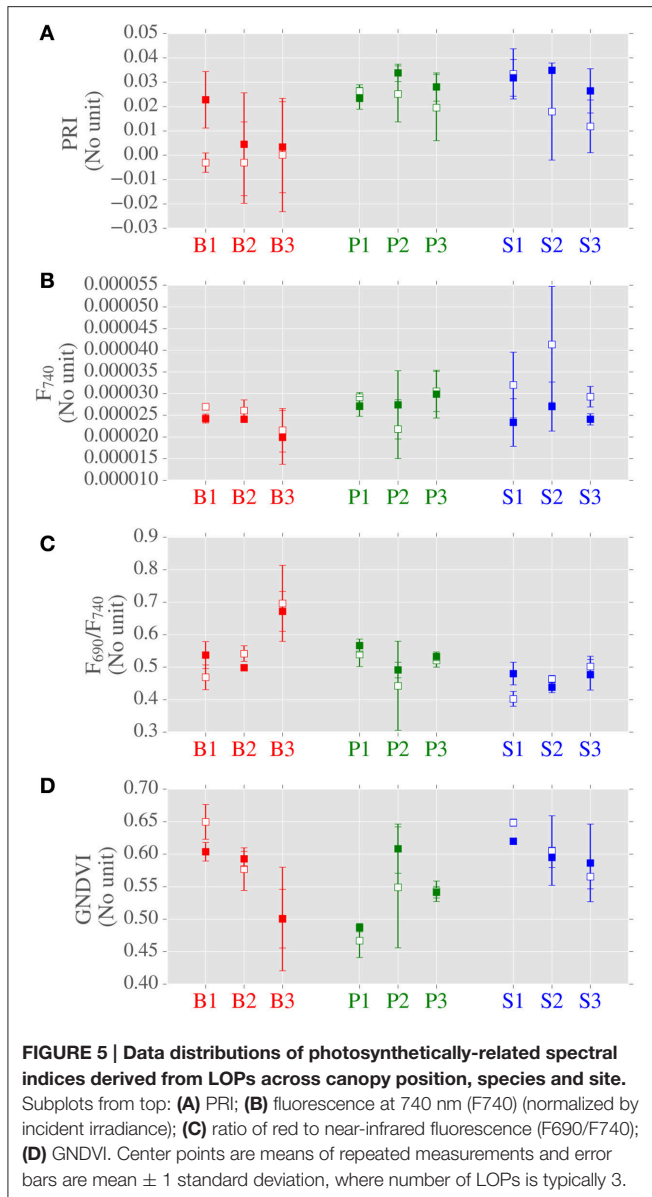 A
PRI
(No unit)
0.05
0.04
0.03
0.02
0.01
0.00
−0.01
−0.02
−0.03
B1 B2 B3 P1 P2 P3 S1 S2 S3
B
F740
(No unit)
0.000055
0.000055
0.000040
0.000040
0.000030
0.000025
0.000020
0.000020
0.000010
B1 B2 B3 P1 P2 P3 S1 S2 S3
C
F690/F740
(No unit)
0.9
0.8
0.7
0.6
0.5
0.4
0.3
B1 B2 B3 P1 P2 P3 S1 S2 S3
D
GNDVI
(No unit)
0.70
0.65
0.60
0.55
0.50
0.45
0.40
B1 B2 B3 P1 P2 P3 S1 S2 S3
FIGURE 5 | Data distributions of photosynthetically-related spectral
indices derived from LOPs across canopy position, species and site.
Subplots from top: (A) PRI; (B) fluorescence at 740 nm (F740) (normalized by
incident irradiance); (C) ratio of red to near-infrared fluorescence (F690/F740);
(D) GNDVI. Center points are means of repeated measurements and error
bars are mean ± 1 standard deviation, where number of LOPs is typically 3.